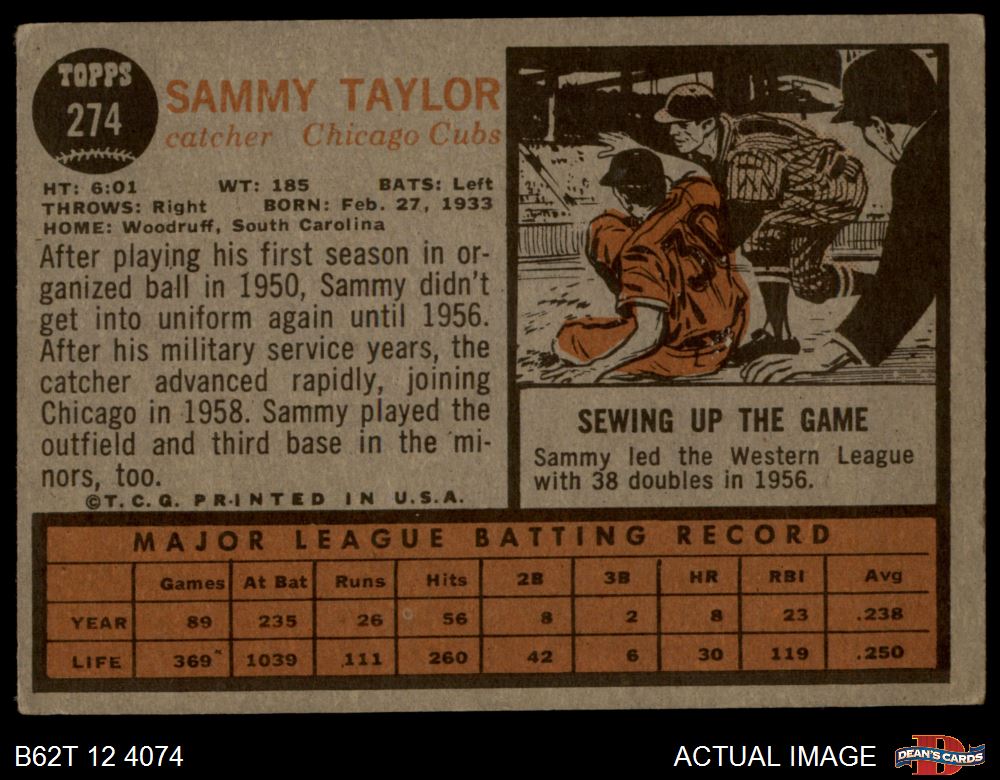 TOPPS
274
SAMMY TAYLOR
catcher Chicago Cubs
HT: 6:01 WT: 185 BATS: Left
THROWS: Right BORN: Feb. 27, 1933
HOME: Woodruff, South Carolina
After playing his first season in or-
ganized ball in 1950, Sammy didn't
get into uniform again until 1956.
After his military service years, the
catcher advanced rapidly, joining
Chicago in 1958. Sammy played the
outfield and third base in the mi-
nors, too.
©T.C.G. PRINTED IN U.S.A.
30
SEWING UP THE GAME
Sammy led the Western League
with 38 doubles in 1956.
MAJOR LEAGUE BATTING RECORD
Games At Bat Runs Hits 2B 3B HR RBI Avg
YEAR 89 235 26 56 8 2 8 23 .238
LIFE 369 1039 111 260 42 6 30 119 .250
B62T 12 4074
ACTUAL IMAGE
D
DEAN'S CARDS